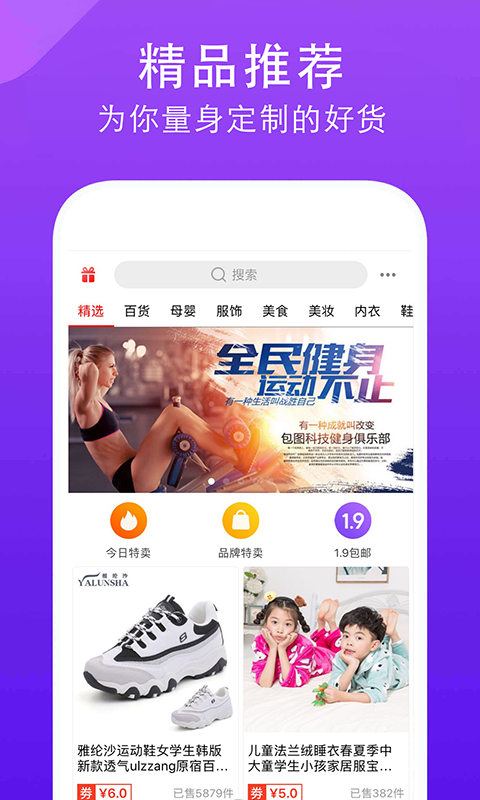 精品推荐
为你量身定制的好货
搜索
精选 百货 母婴 服饰 美食 美妆 内衣 鞋
全民健身
运动不止
有一种生活叫战胜自己
有一种成就叫改变
包图科技健身俱乐部
1.9
今日特卖 品牌特卖 1.9包邮
雅纶沙
YALUNSHA
雅纶沙运动鞋女学生韩版
新款透气ulzzang原宿百...
儿童法兰绒睡衣春夏季中
大童学生小孩家居服宝...
券 ¥6.0 已售5879件
券 ¥5.0 已售382件